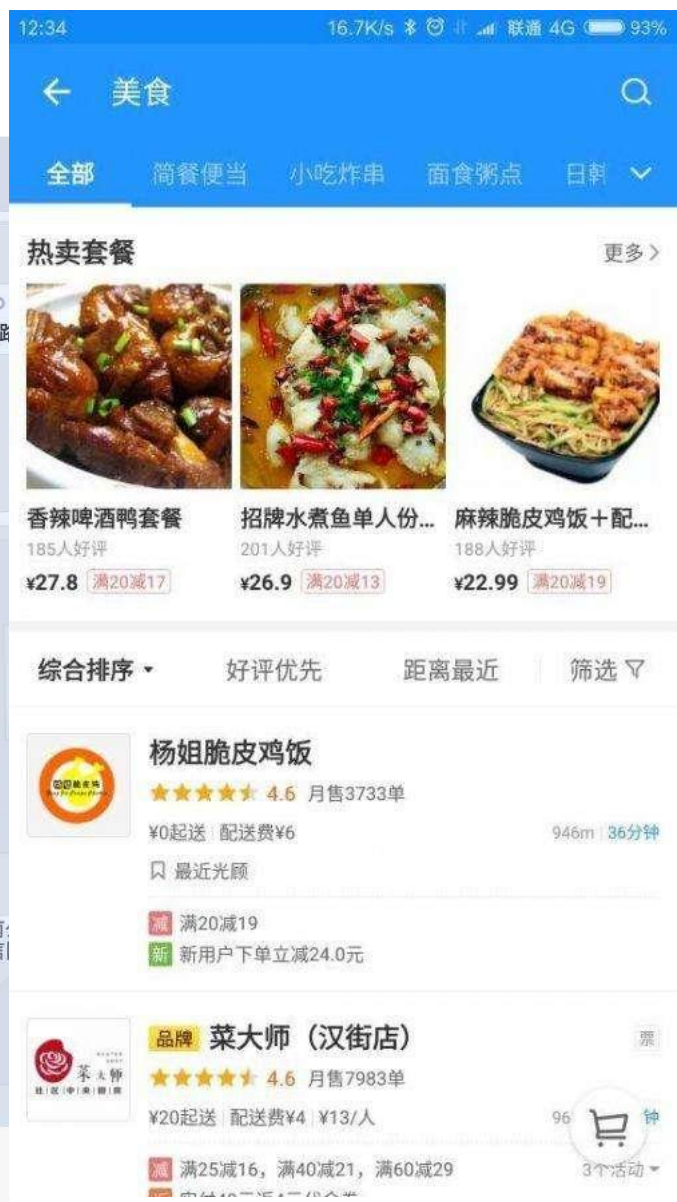 12:34 16.7K/s 联通 4G 93%
美食
全部 简餐便当 小吃炸串 面食粥点 日韩
热卖套餐 更多
香辣啤酒鸭套餐 招牌水煮鱼单人份... 麻辣脆皮鸡饭＋配...
185人好评 201人好评 188人好评
¥27.8 满20减17 ¥26.9 满20减13 ¥22.99 满20减19
综合排序 好评优先 距离最近 筛选
杨姐脆皮鸡饭
4.6 月售3733单
¥0起送 配送费¥6 946m 36分钟
最近光顾
减 满20减19
新 新用户下单立减24.0元
品牌 菜大师（汉街店） 票
菜大师
4.6 月售7983单
¥20起送 配送费¥4 ¥13/人 96 钟
减 满25减16，满40减21，满60减29 3个活动